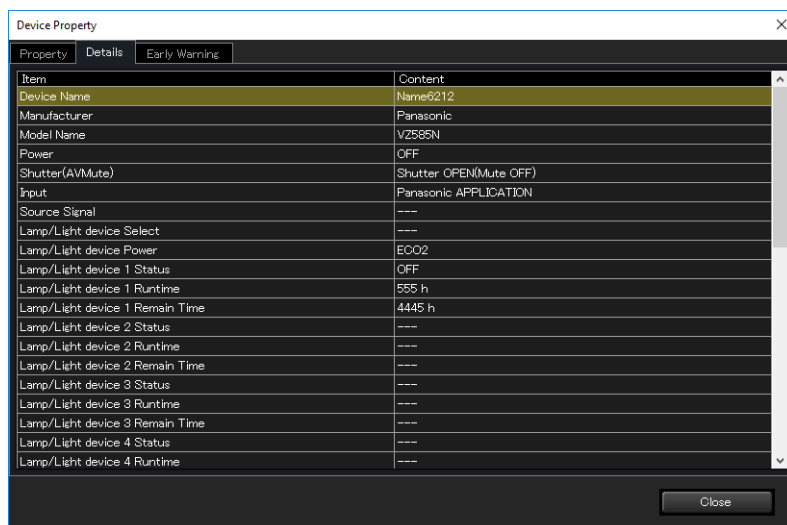 Device Property
Property Details Early Warning
Item Content
Device Name Name6212
Manufacturer Panasonic
Model Name VZ585N
Power OFF
Shutter(AVMute) Shutter OPEN(Mute OFF)
Input Panasonic APPLICATION
Source Signal ---
Lamp/Light device Select ---
Lamp/Light device Power ECO2
Lamp/Light device 1 Status OFF
Lamp/Light device 1 Runtime 555 h
Lamp/Light device 1 Remain Time 4445 h
Lamp/Light device 2 Status ---
Lamp/Light device 2 Runtime ---
Lamp/Light device 2 Remain Time ---
Lamp/Light device 3 Status ---
Lamp/Light device 3 Runtime ---
Lamp/Light device 3 Remain Time ---
Lamp/Light device 4 Status ---
Lamp/Light device 4 Runtime ---
Close